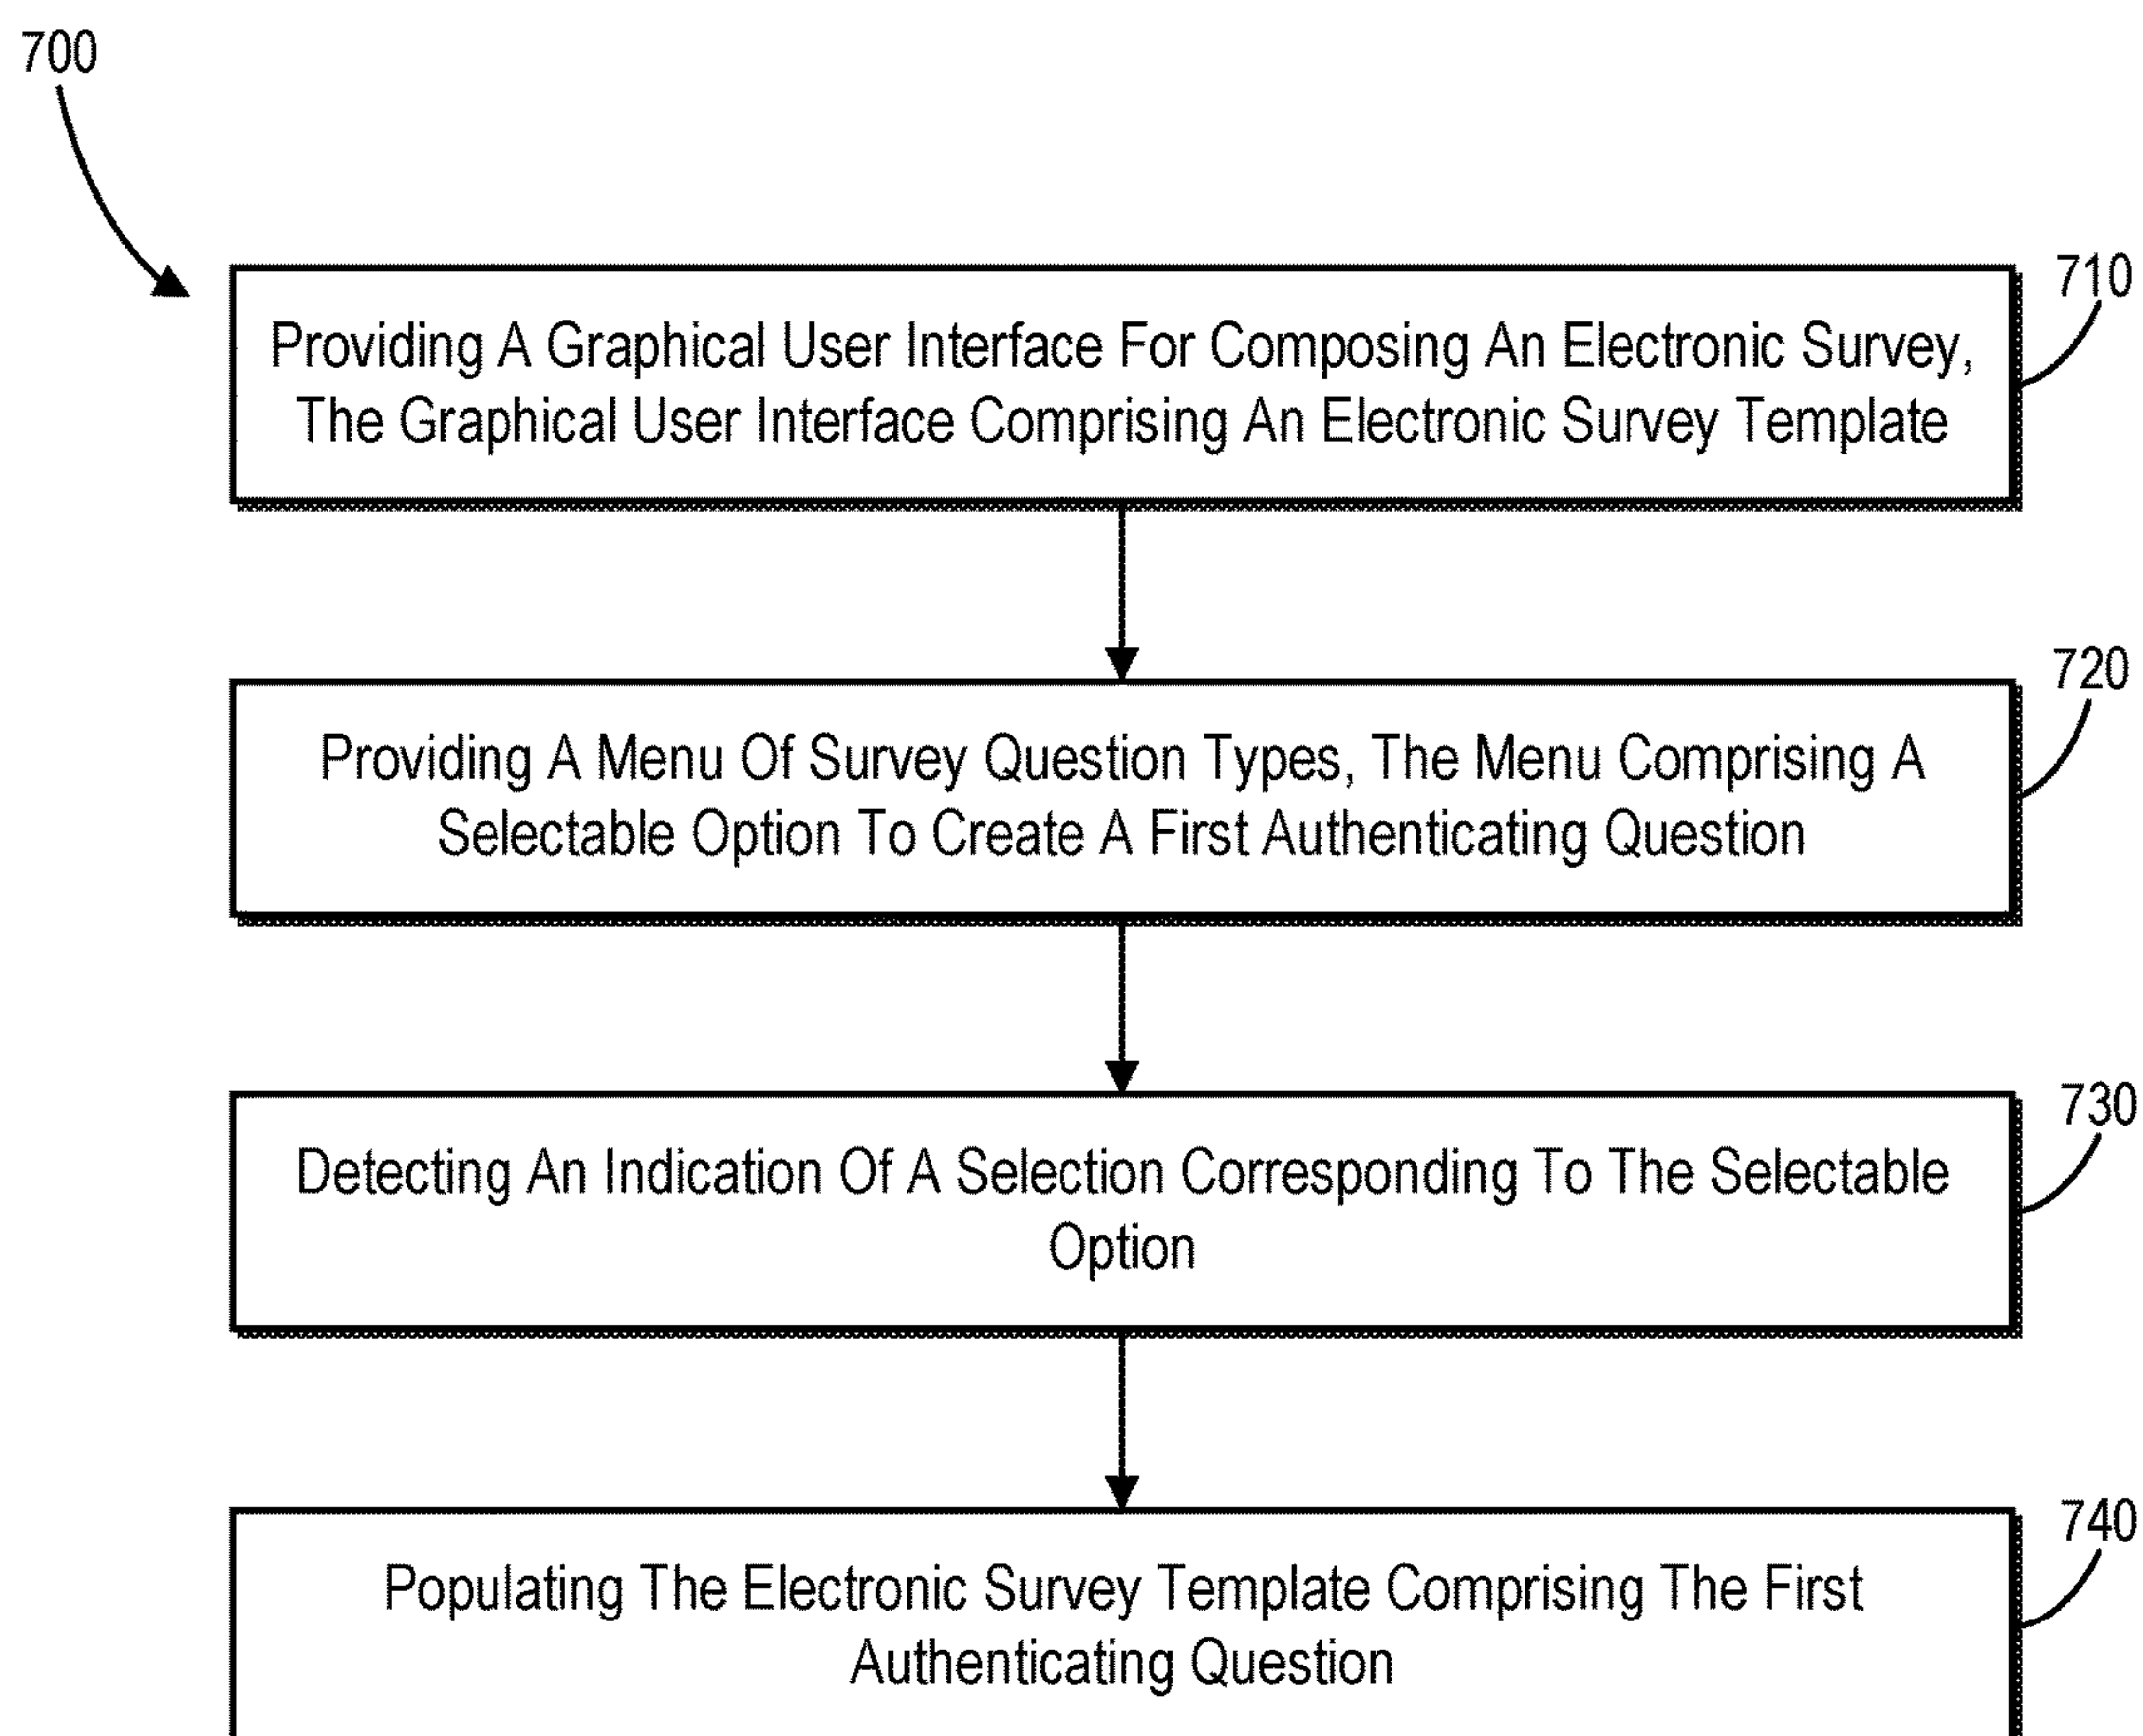 700
710
Providing A Graphical User Interface For Composing An Electronic Survey,
The Graphical User Interface Comprising An Electronic Survey Template
720
Providing A Menu Of Survey Question Types, The Menu Comprising A
Selectable Option To Create A First Authenticating Question
730
Detecting An Indication Of A Selection Corresponding To The Selectable
Option
740
Populating The Electronic Survey Template Comprising The First
Authenticating Question